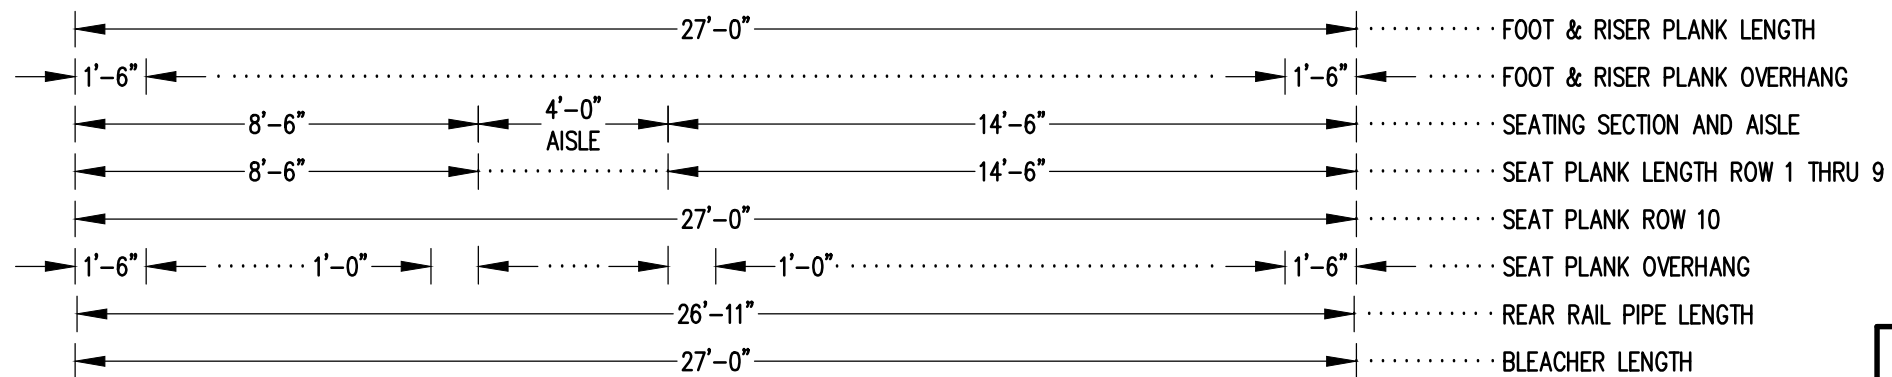 27'-0" FOOT & RISER PLANK LENGTH
1'-6" 1'-6" FOOT & RISER PLANK OVERHANG
8'-6" 4'-0" 14'-6" SEATING SECTION AND AISLE
AISLE
8'-6" 14'-6" SEAT PLANK LENGTH ROW 1 THRU 9
27'-0" SEAT PLANK ROW 10
1'-6" 1'-0" 1'-0" 1'-6" SEAT PLANK OVERHANG
26'-11" REAR RAIL PIPE LENGTH
27'-0" BLEACHER LENGTH